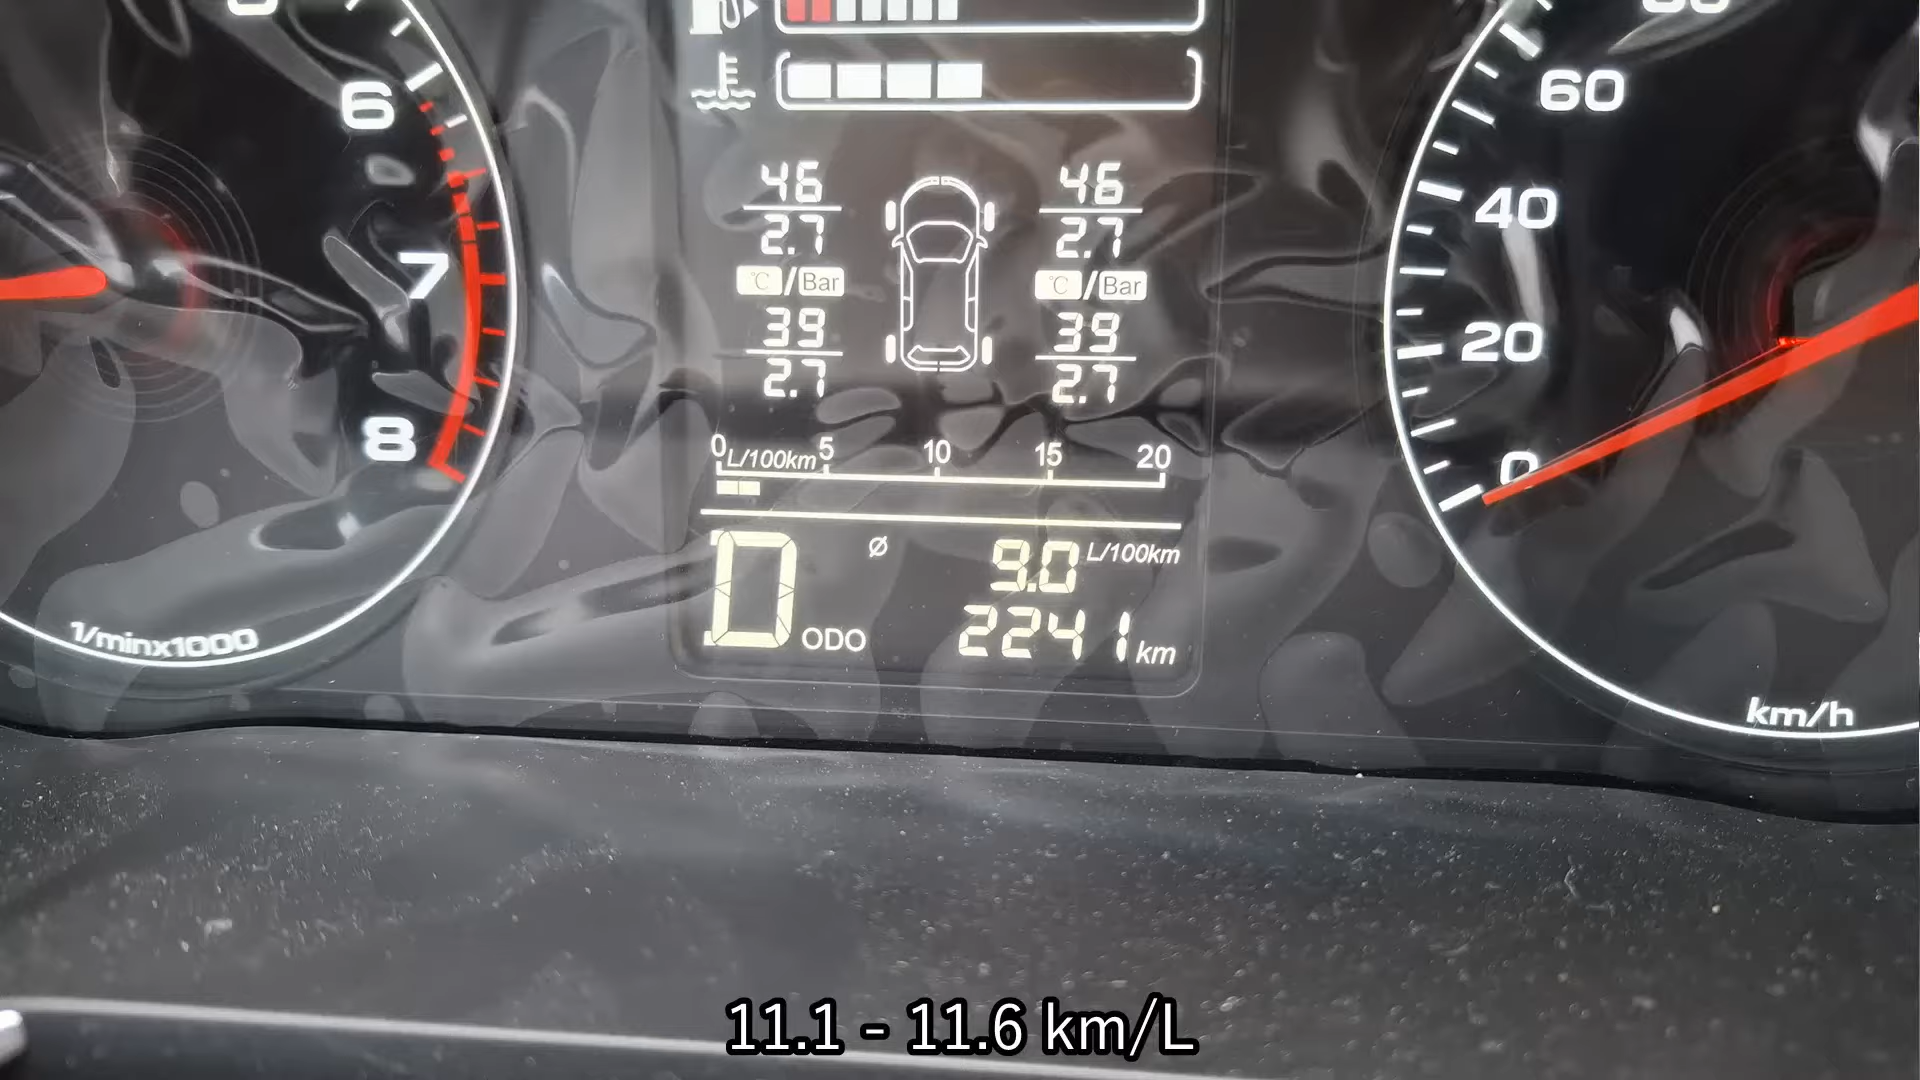 6
7
8
1/minx1000
46
2.7
°C/Bar
39
2.7
46
2.7
°C/Bar
39
2.7
0 L/100km 5 10 15 20
D
ODO
Ø 9.0 L/100km
2241 km
60
40
20
0
km/h
11.1 - 11.6 km/L